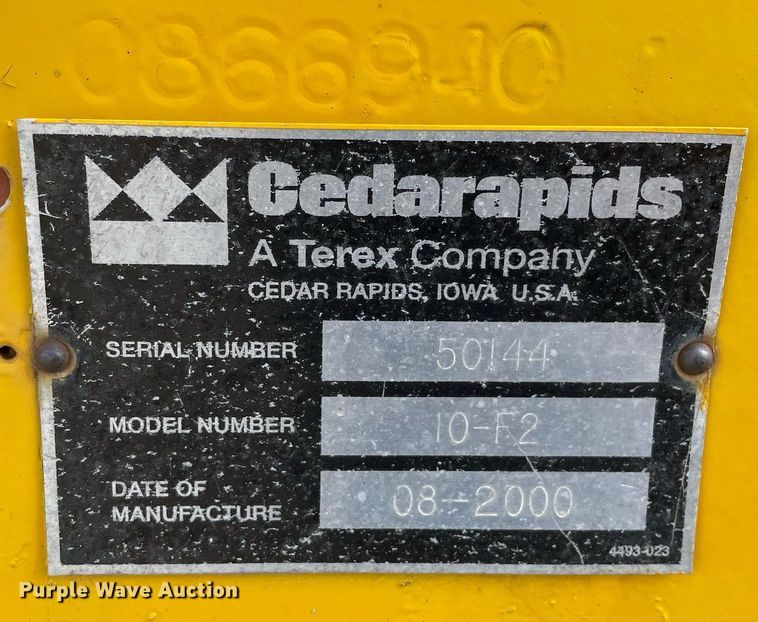 C866940
Cedarapids
A Terex Company
CEDAR RAPIDS, IOWA U.S.A.
SERIAL NUMBER 50144
MODEL NUMBER 10-F2
DATE OF
MANUFACTURE 08-2000
4493-023
Purple Wave Auction